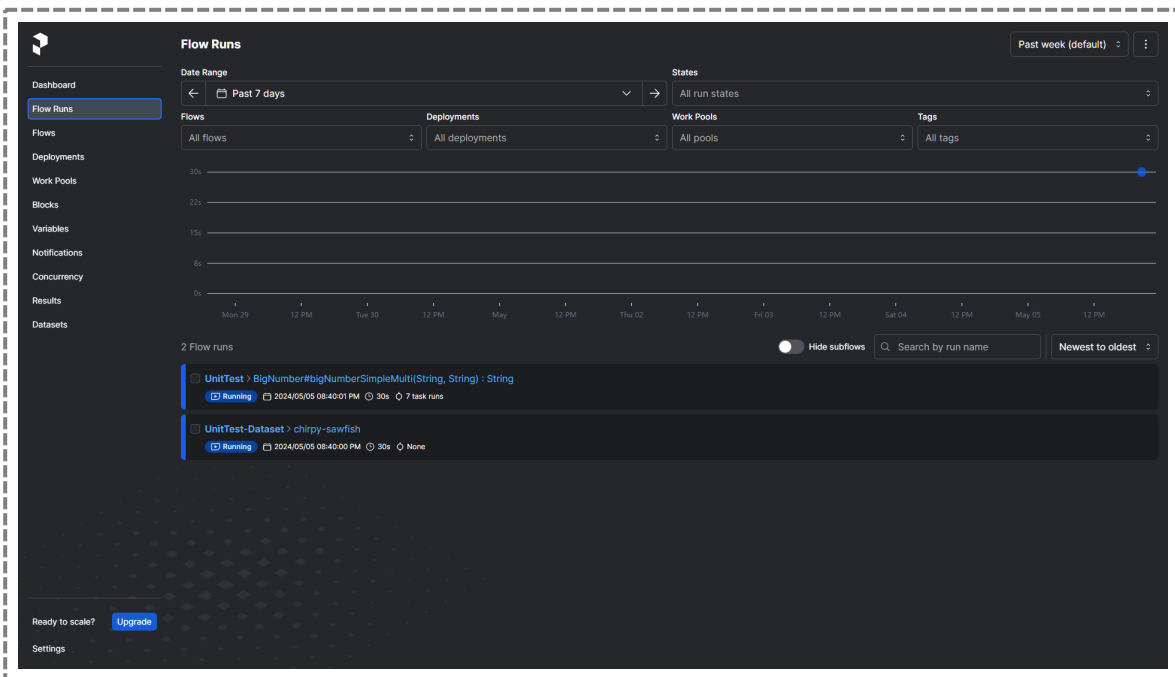 Dashboard
Flow Runs
Flows
Deployments
Work Pools
Blocks
Variables
Notifications
Concurrency
Results
Datasets
Ready to scale? Upgrade
Settings
Flow Runs
Past week (default)
Date Range
Past 7 days
States
All run states
Flows
All flows
Deployments
All deployments
Work Pools
All pools
Tags
All tags
30s
22s
15s
8s
0s
Mon 29 12 PM Tue 30 12 PM May 12 PM Thu 02 12 PM Fri 03 12 PM Sat 04 12 PM May 05 12 PM
2 Flow runs
Hide subflows
Search by run name
Newest to oldest
UnitTest > BigNumber#bigNumberSimpleMulti(String, String) : String
Running 2024/05/05 08:40:01 PM 30s 7 task runs
UnitTest-Dataset > chirpy-sawfish
Running 2024/05/05 08:40:00 PM 30s None